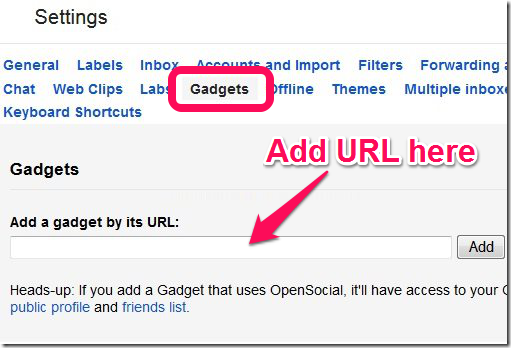 Settings
General Labels Inbox Accounts and Import Filters Forwarding
Chat Web Clips Labs Gadgets Offline Themes Multiple inboxe
Keyboard Shortcuts
Add URL here
Gadgets
Add a gadget by its URL:
Add
Heads-up: If you add a Gadget that uses OpenSocial, it'll have access to your
public profile and friends list.